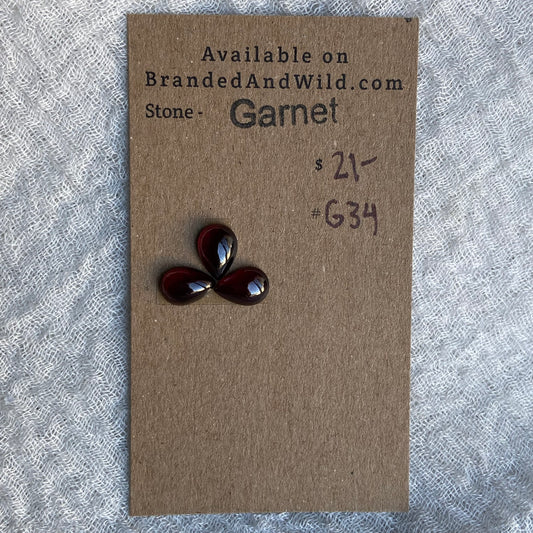 Available on
BrandedAndWild.com
Stone - Garnet
$ 21-
# G34